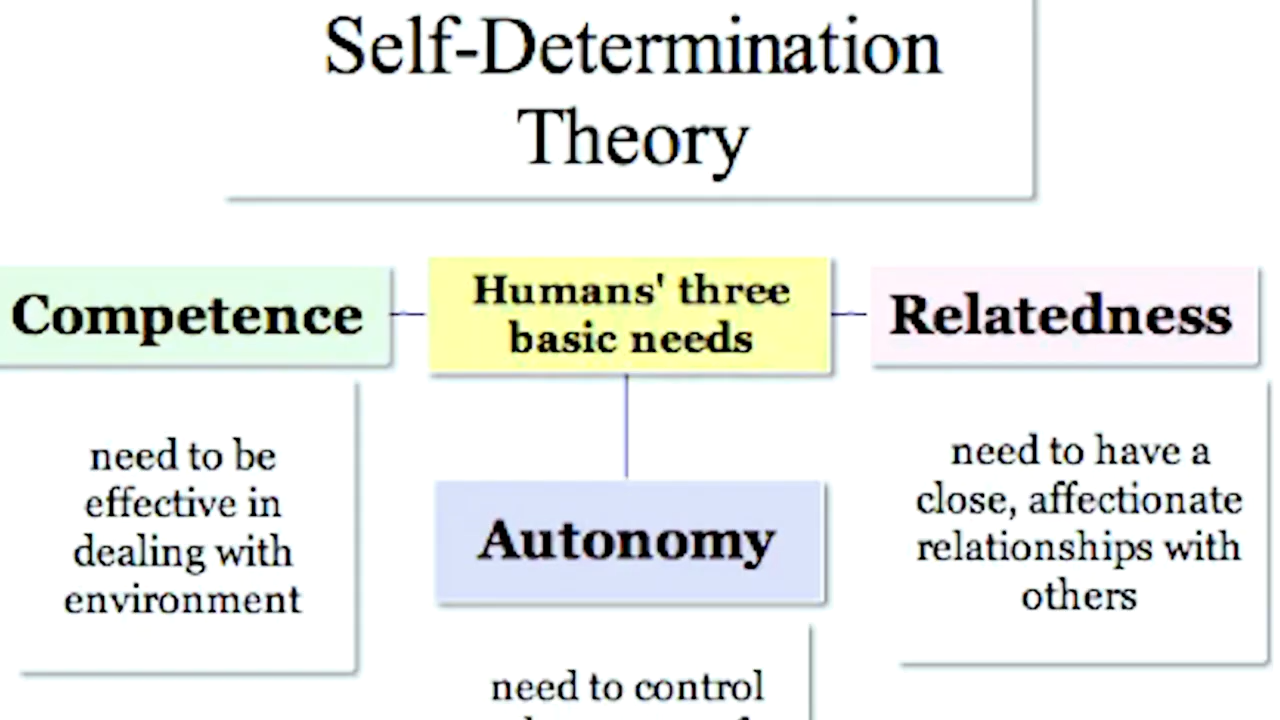 Self-Determination
Theory
Competence
Humans' three
basic needs
Relatedness
need to be
effective in
dealing with
environment
Autonomy
need to have a
close, affectionate
relationships with
others
need to control